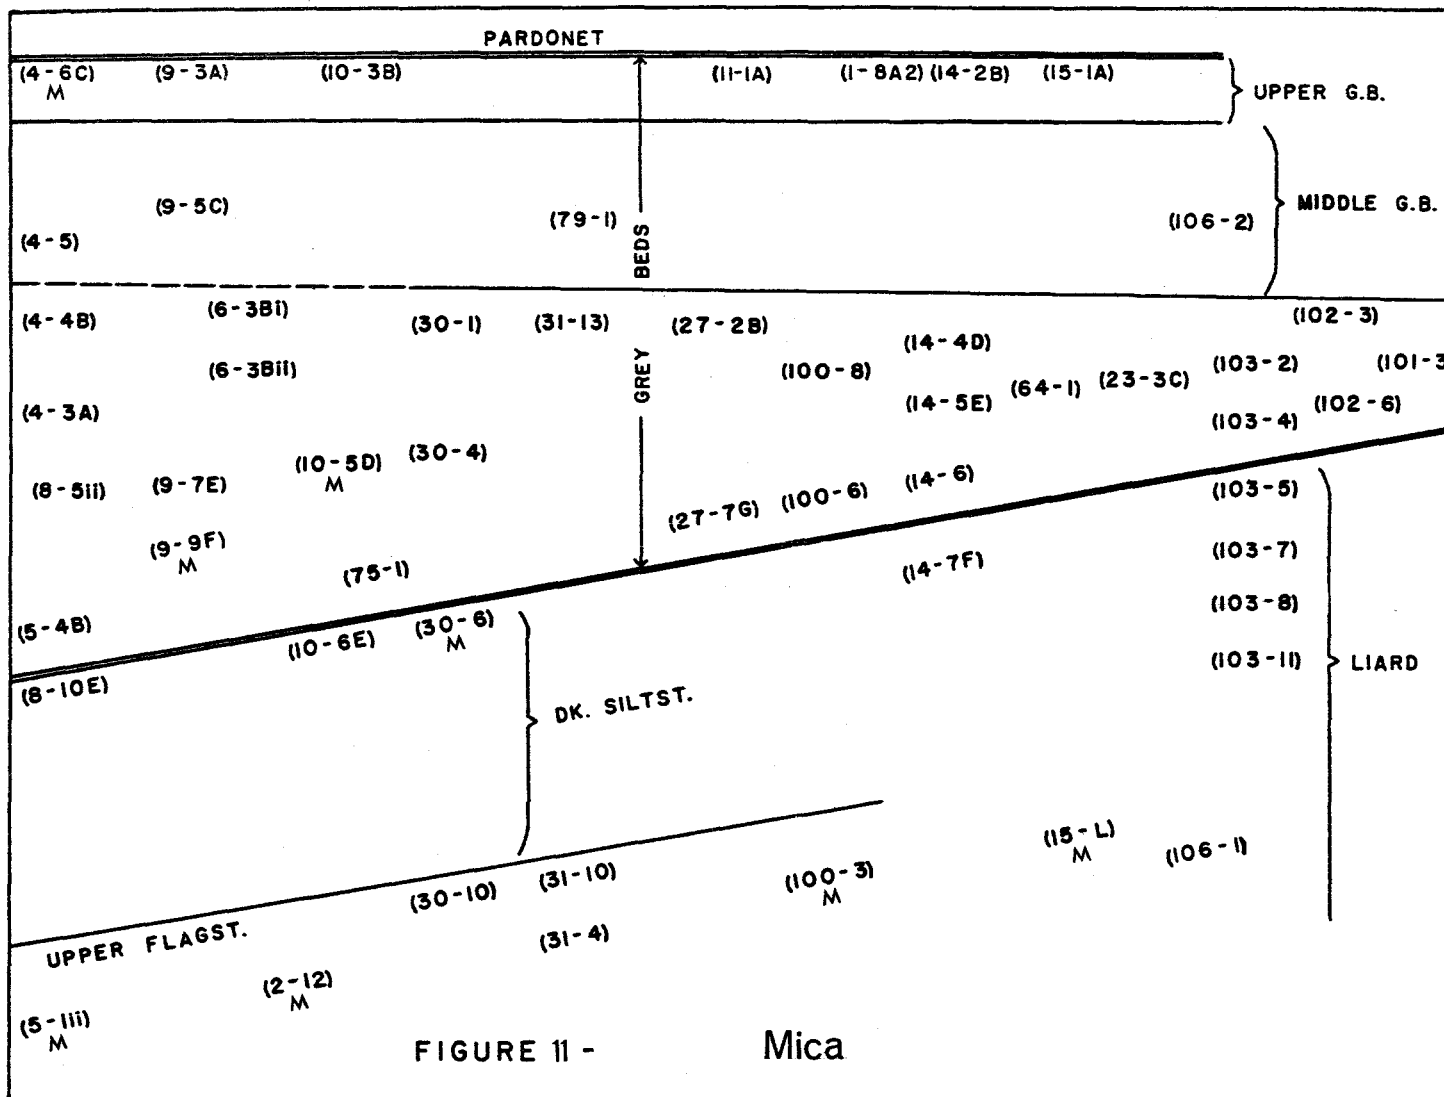 PARDONET
(4-6C) (9-3A) (10-3B) (11-1A) (1-8A2) (14-2B) (15-1A)
M
UPPER G.B.
(9-5C) (79-1) (106-2)
MIDDLE G.B.
(4-5)
BEDS
(4-4B) (6-3Bi) (30-1) (31-13) (27-2B) (102-3)
(14-4D)
(6-3Bii) (100-8) (103-2) (101-3
GREY
(4-3A) (14-5E) (64-1) (23-3C) (103-4) (102-6)
(10-5D) (30-4)
M
(8-5ii) (9-7E) (27-7G) (100-6) (14-6) (103-5)
(9-9F)
M
(75-1) (14-7F) (103-7)
(5-4B) (10-6E) (30-6) (103-8)
M
(8-10E) (103-11) LIARD
DK. SILTST.
(15-L) (106-1)
M
(30-10) (31-10) (100-3)
M
UPPER FLAGST. (31-4)
(2-12)
M
(5-1ii)
M
FIGURE 11 - Mica